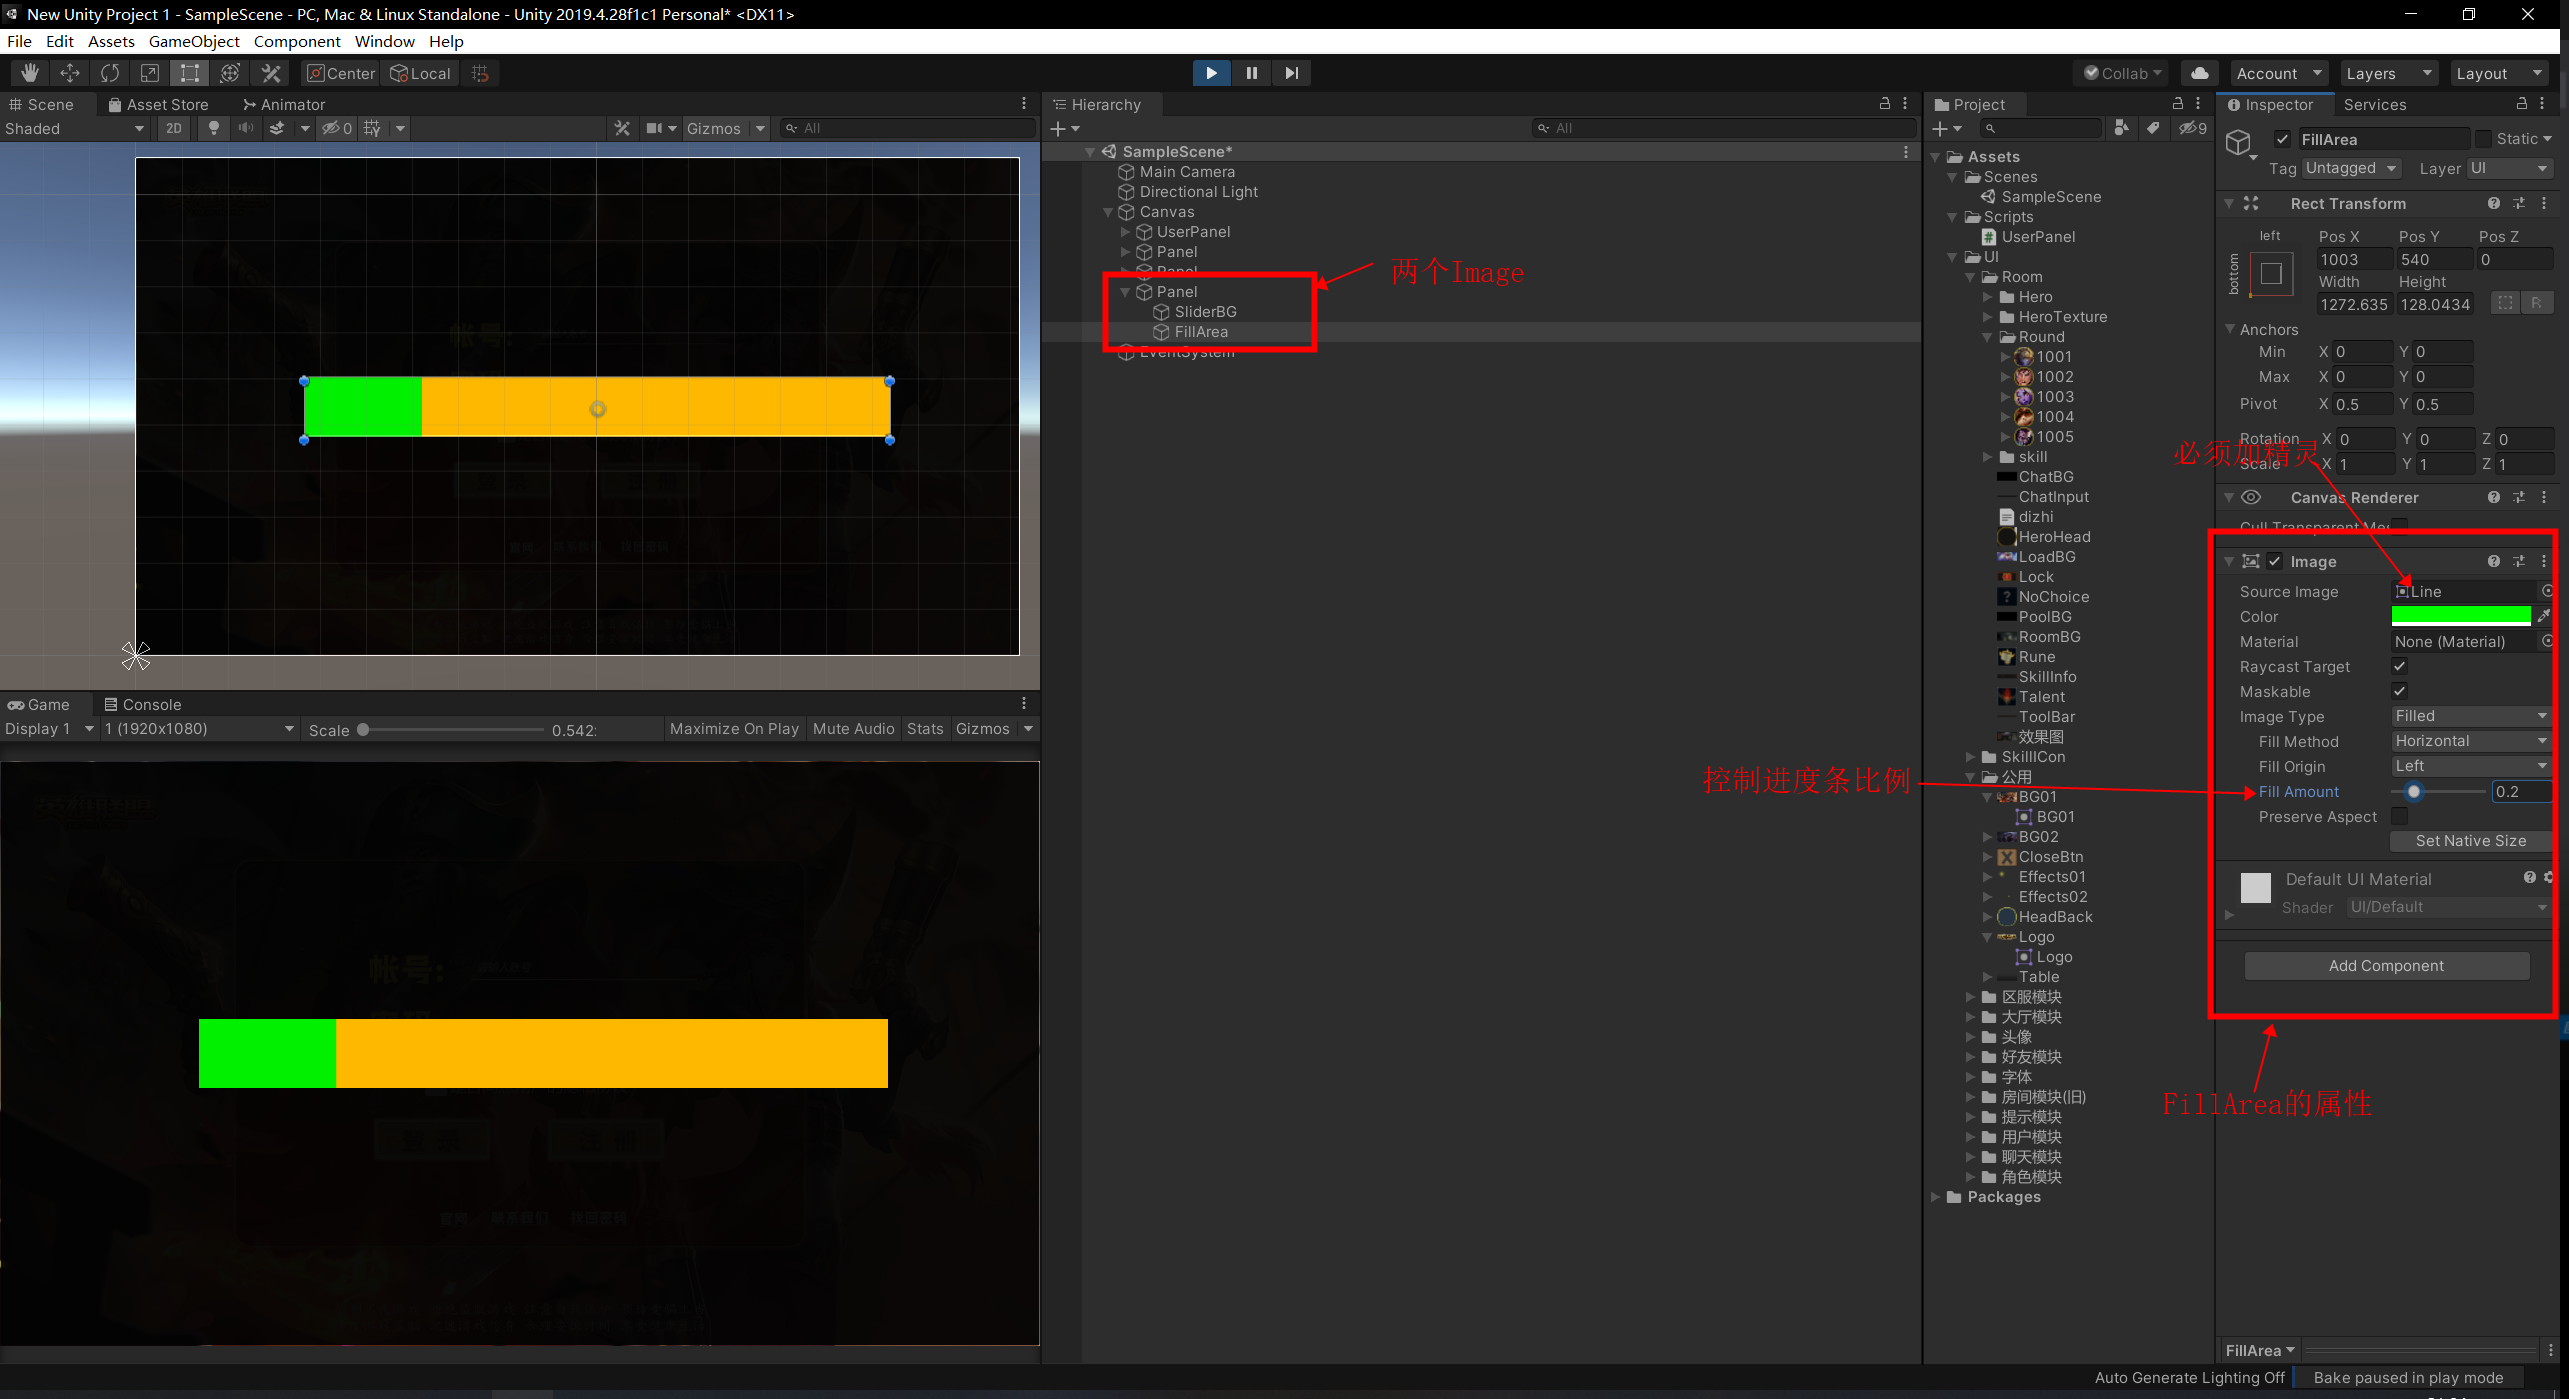 New Unity Project 1 - SampleScene - PC, Mac & Linux Standalone - Unity 2019.4.28f1c1 Personal* <DX11>
File Edit Assets GameObject Component Window Help
Center Local
Collab Account Layers Layout
Scene Asset Store Animator
Shaded 2D 0 Gizmos All
Game Console
Display 1 1 (1920x1080) Scale 0.542: Maximize On Play Mute Audio Stats Gizmos
帐号:
Hierarchy
All
SampleScene*
Main Camera
Directional Light
Canvas
UserPanel
Panel
Panel
Panel
SliderBG
FillArea
EventSystem
两个Image
控制进度条比例
Project
9
Assets
Scenes
SampleScene
Scripts
UserPanel
UI
Room
Hero
HeroTexture
Round
1001
1002
1003
1004
1005
skill
ChatBG
ChatInput
dizhi
HeroHead
LoadBG
Lock
NoChoice
PoolBG
RoomBG
Rune
SkillInfo
Talent
ToolBar
效果图
SkillIcon
公用
BG01
BG01
BG02
CloseBtn
Effects01
Effects02
HeadBack
Logo
Logo
Table
区服模块
大厅模块
头像
好友模块
字体
房间模块(旧)
提示模块
用户模块
聊天模块
角色模块
Packages
Inspector Services
FillArea Static
Tag Untagged Layer UI
Rect Transform
left Pos X Pos Y Pos Z
bottom 1003 540 0
Width Height
1272.635 128.0434 R
Anchors
Min X 0 Y 0
Max X 0 Y 0
Pivot X 0.5 Y 0.5
Rotation X 0 Y 0 Z 0
必须加精灵
Scale X 1 Y 1 Z 1
Canvas Renderer
Cull Transparent Mes
Image
Source Image Line
Color
Material None (Material)
Raycast Target
Maskable
Image Type Filled
Fill Method Horizontal
Fill Origin Left
Fill Amount 0.2
Preserve Aspect
Set Native Size
Default UI Material
Shader UI/Default
Add Component
FillArea的属性
FillArea
Auto Generate Lighting Off Bake paused in play mode